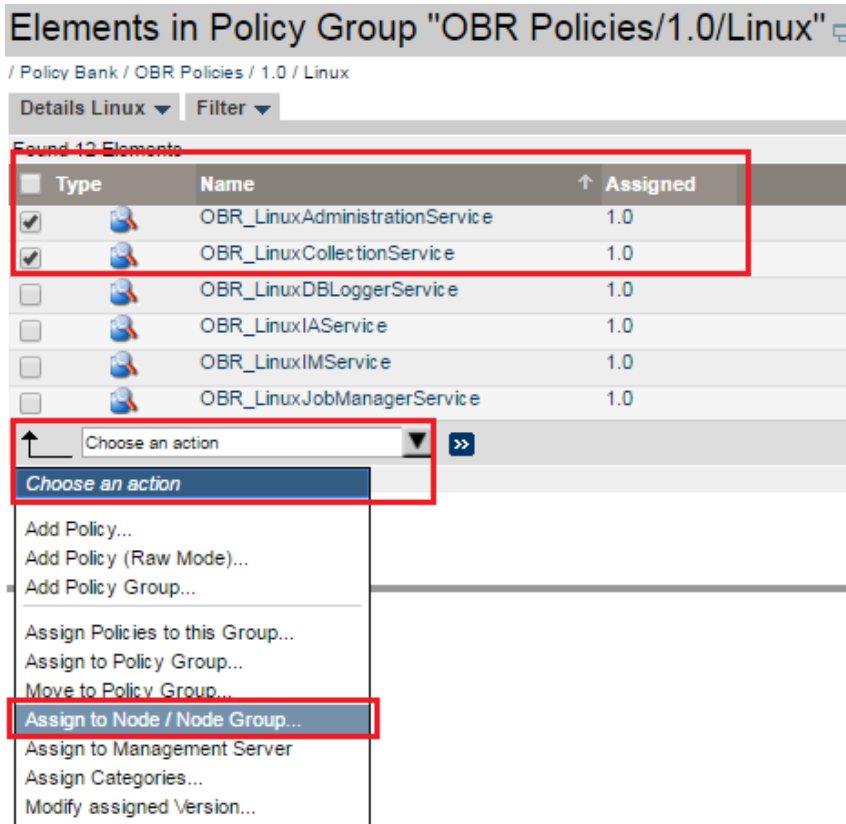 Elements in Policy Group "OBR Policies/1.0/Linux"
/ Policy Bank / OBR Policies / 1.0 / Linux
Details Linux Filter
Found 12 Elements
Type Name Assigned
OBR_LinuxAdministrationService 1.0
OBR_LinuxCollectionService 1.0
OBR_LinuxDBLoggerService 1.0
OBR_LinuxIAService 1.0
OBR_LinuxIMService 1.0
OBR_LinuxJobManagerService 1.0
Choose an action
Choose an action
Add Policy...
Add Policy (Raw Mode)...
Add Policy Group...
Assign Policies to this Group...
Assign to Policy Group...
Move to Policy Group...
Assign to Node / Node Group...
Assign to Management Server
Assign Categories...
Modify assigned Version...